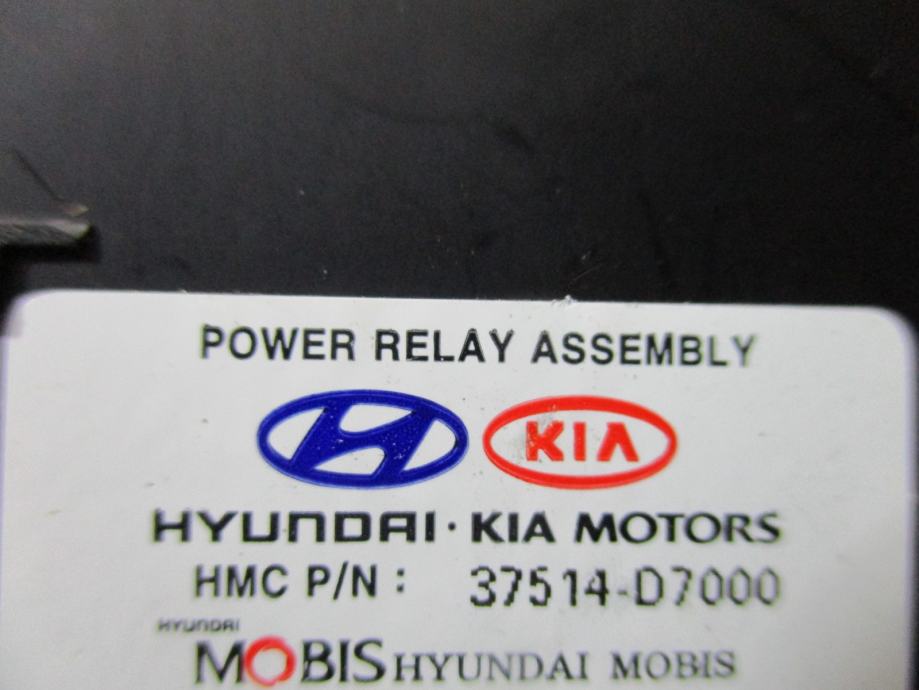 POWER RELAY ASSEMBLY
KIA
HYUNDAI · KIA MOTORS
HMC P/N : 37514-D7000
HYUNDAI
MOBIS HYUNDAI MOBIS